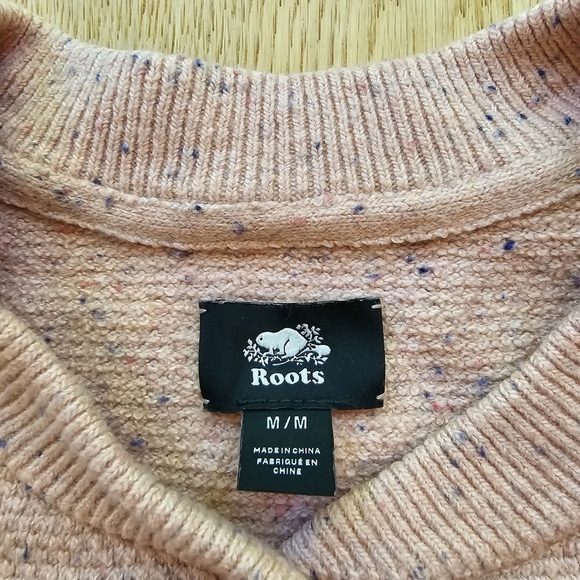 Roots
M/M
MADE IN CHINA
FABRIQUÉ EN
CHINE